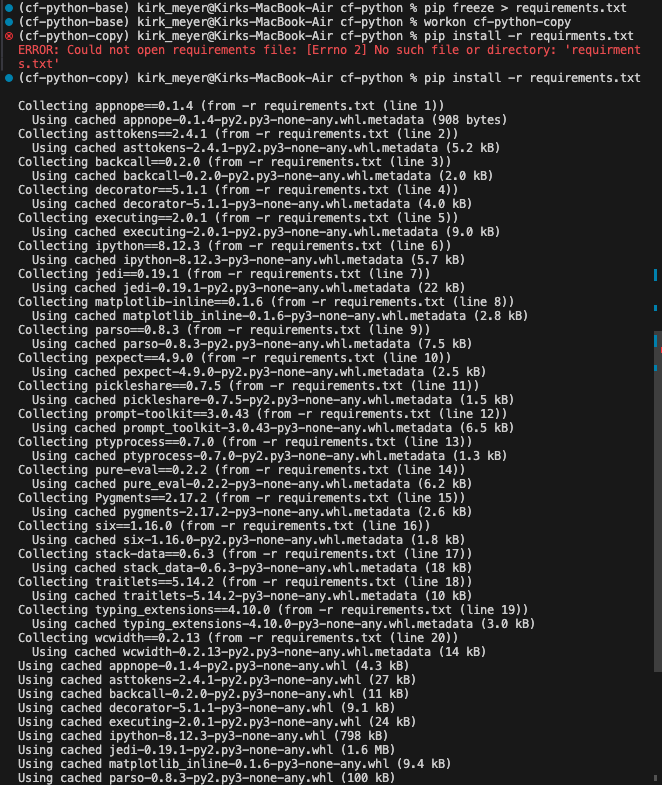 (cf-python-base) kirk_meyer@Kirks-MacBook-Air cf-python % pip freeze > requirements.txt
(cf-python-base) kirk_meyer@Kirks-MacBook-Air cf-python % workon cf-python-copy
(cf-python-copy) kirk_meyer@Kirks-MacBook-Air cf-python % pip install -r requirments.txt
ERROR: Could not open requirements file: [Errno 2] No such file or directory: 'requirment
s.txt'
(cf-python-copy) kirk_meyer@Kirks-MacBook-Air cf-python % pip install -r requirements.txt
Collecting appnope==0.1.4 (from -r requirements.txt (line 1))
Using cached appnope-0.1.4-py2.py3-none-any.whl.metadata (908 bytes)
Collecting asttokens==2.4.1 (from -r requirements.txt (line 2))
Using cached asttokens-2.4.1-py2.py3-none-any.whl.metadata (5.2 kB)
Collecting backcall==0.2.0 (from -r requirements.txt (line 3))
Using cached backcall-0.2.0-py2.py3-none-any.whl.metadata (2.0 kB)
Collecting decorator==5.1.1 (from -r requirements.txt (line 4))
Using cached decorator-5.1.1-py3-none-any.whl.metadata (4.0 kB)
Collecting executing==2.0.1 (from -r requirements.txt (line 5))
Using cached executing-2.0.1-py2.py3-none-any.whl.metadata (9.0 kB)
Collecting ipython==8.12.3 (from -r requirements.txt (line 6))
Using cached ipython-8.12.3-py3-none-any.whl.metadata (5.7 kB)
Collecting jedi==0.19.1 (from -r requirements.txt (line 7))
Using cached jedi-0.19.1-py2.py3-none-any.whl.metadata (22 kB)
Collecting matplotlib-inline==0.1.6 (from -r requirements.txt (line 8))
Using cached matplotlib_inline-0.1.6-py3-none-any.whl.metadata (2.8 kB)
Collecting parso==0.8.3 (from -r requirements.txt (line 9))
Using cached parso-0.8.3-py2.py3-none-any.whl.metadata (7.5 kB)
Collecting pexpect==4.9.0 (from -r requirements.txt (line 10))
Using cached pexpect-4.9.0-py2.py3-none-any.whl.metadata (2.5 kB)
Collecting pickleshare==0.7.5 (from -r requirements.txt (line 11))
Using cached pickleshare-0.7.5-py2.py3-none-any.whl.metadata (1.5 kB)
Collecting prompt-toolkit==3.0.43 (from -r requirements.txt (line 12))
Using cached prompt_toolkit-3.0.43-py3-none-any.whl.metadata (6.5 kB)
Collecting ptyprocess==0.7.0 (from -r requirements.txt (line 13))
Using cached ptyprocess-0.7.0-py2.py3-none-any.whl.metadata (1.3 kB)
Collecting pure-eval==0.2.2 (from -r requirements.txt (line 14))
Using cached pure_eval-0.2.2-py3-none-any.whl.metadata (6.2 kB)
Collecting Pygments==2.17.2 (from -r requirements.txt (line 15))
Using cached pygments-2.17.2-py3-none-any.whl.metadata (2.6 kB)
Collecting six==1.16.0 (from -r requirements.txt (line 16))
Using cached six-1.16.0-py2.py3-none-any.whl.metadata (1.8 kB)
Collecting stack-data==0.6.3 (from -r requirements.txt (line 17))
Using cached stack_data-0.6.3-py3-none-any.whl.metadata (18 kB)
Collecting traitlets==5.14.2 (from -r requirements.txt (line 18))
Using cached traitlets-5.14.2-py3-none-any.whl.metadata (10 kB)
Collecting typing_extensions==4.10.0 (from -r requirements.txt (line 19))
Using cached typing_extensions-4.10.0-py3-none-any.whl.metadata (3.0 kB)
Collecting wcwidth==0.2.13 (from -r requirements.txt (line 20))
Using cached wcwidth-0.2.13-py2.py3-none-any.whl.metadata (14 kB)
Using cached appnope-0.1.4-py2.py3-none-any.whl (4.3 kB)
Using cached asttokens-2.4.1-py2.py3-none-any.whl (27 kB)
Using cached backcall-0.2.0-py2.py3-none-any.whl (11 kB)
Using cached decorator-5.1.1-py3-none-any.whl (9.1 kB)
Using cached executing-2.0.1-py2.py3-none-any.whl (24 kB)
Using cached ipython-8.12.3-py3-none-any.whl (798 kB)
Using cached jedi-0.19.1-py2.py3-none-any.whl (1.6 MB)
Using cached matplotlib_inline-0.1.6-py3-none-any.whl (9.4 kB)
Using cached parso-0.8.3-py2.py3-none-any.whl (100 kB)